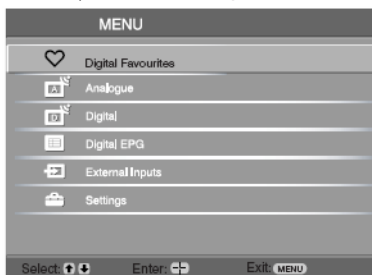 MENU
Digital Favourites
A Analogue
D Digital
Digital EPG
External Inputs
Settings
Select: Enter: Exit: MENU